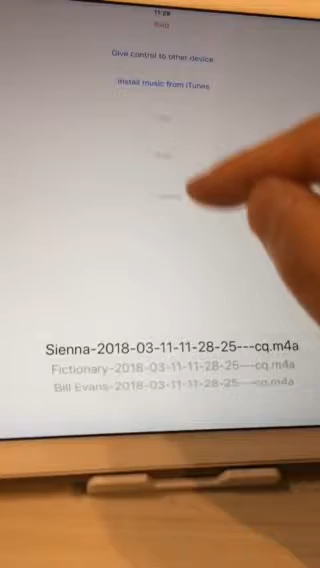 11:28
Give control to other device
Install music from iTunes
Sienna-2018-03-11-11-28-25---cq.m4a
Fictionary-2018-03-11-11-28-25---cq.m4a
Bill Evans-2018-03-11-11-28-25---cq.m4a